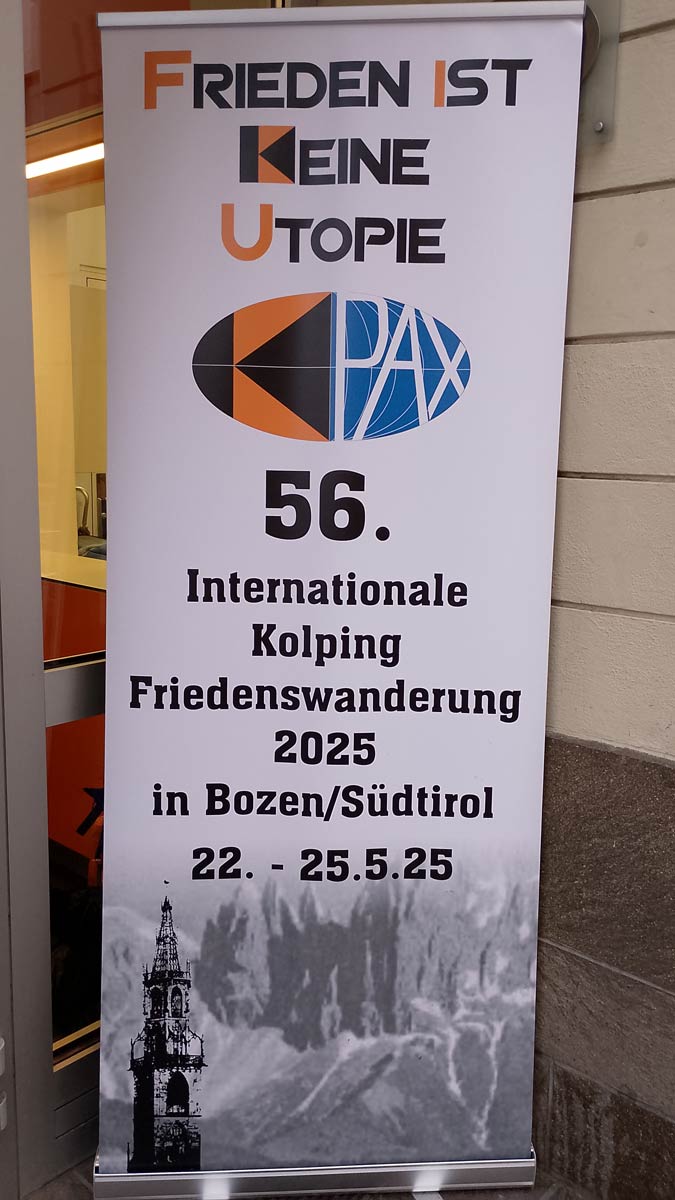 FRIEDEN IST
KEINE
UTOPIE
K PAX
56.
Internationale
Kolping
Friedenswanderung
2025
in Bozen/Südtirol
22. - 25.5.25